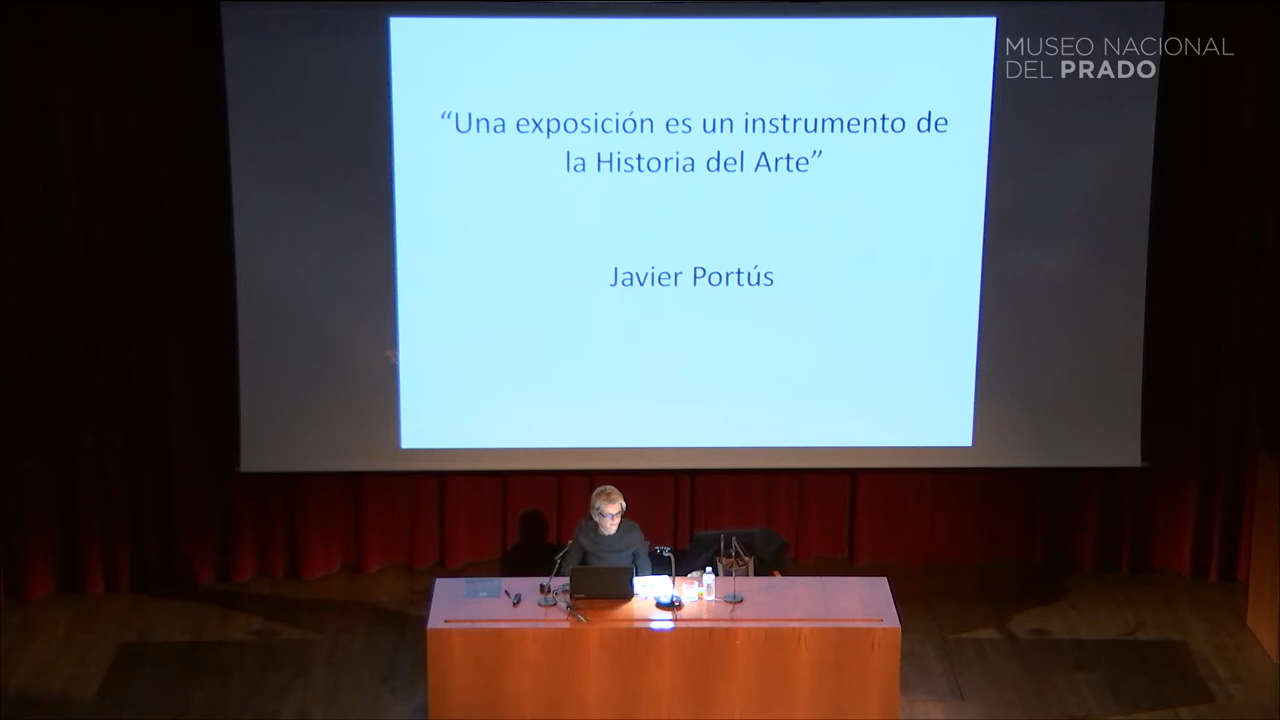 MUSEO NACIONAL
DEL PRADO
“Una exposición es un instrumento de
la Historia del Arte”
Javier Portús